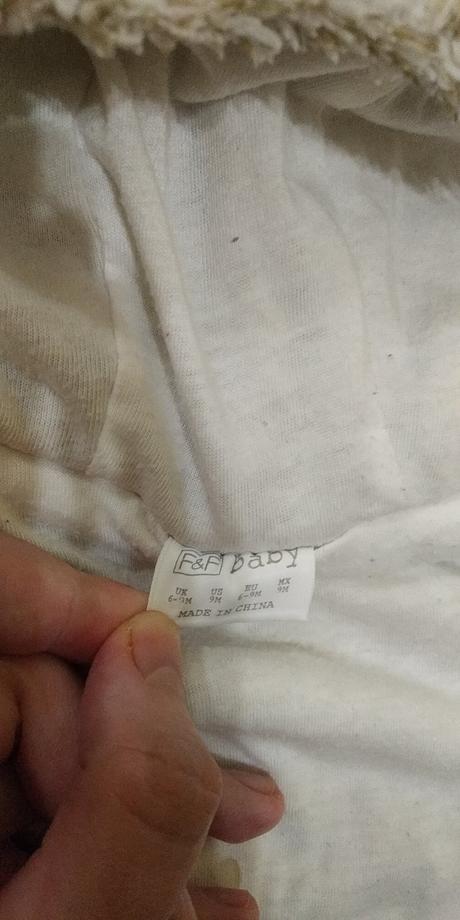 F&F baby
UK US EU MX
6-9M 9M 6-9M 9M
MADE IN CHINA